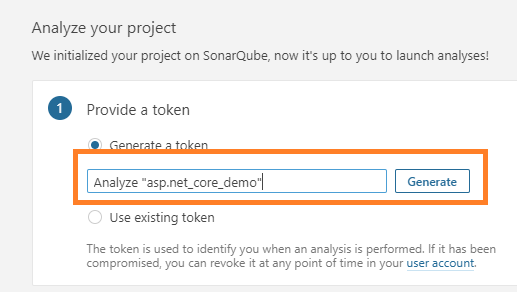 Analyze your project
We initialized your project on SonarQube, now it's up to you to launch analyses!
1 Provide a token
Generate a token
Analyze "asp.net_core_demo" Generate
Use existing token
The token is used to identify you when an analysis is performed. If it has been
compromised, you can revoke it at any point of time in your user account.